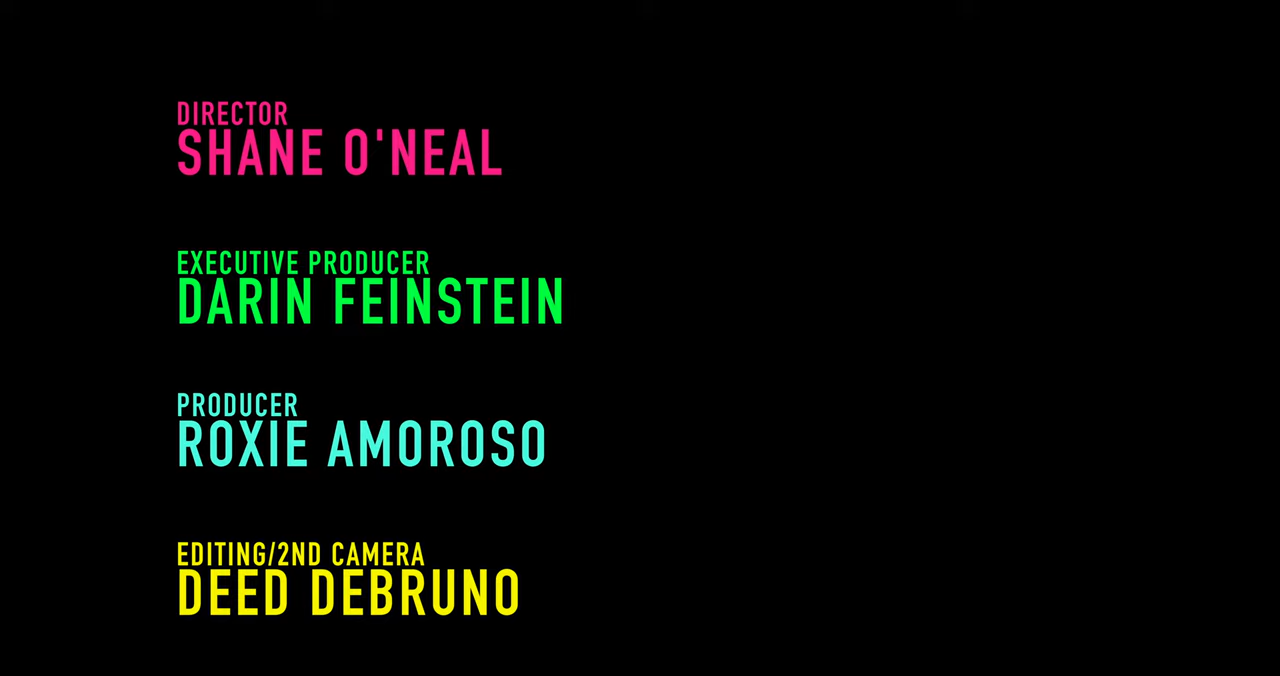 DIRECTOR
SHANE O'NEAL
EXECUTIVE PRODUCER
DARIN FEINSTEIN
PRODUCER
ROXIE AMOROSO
EDITING/2ND CAMERA
DEED DEBRUNO